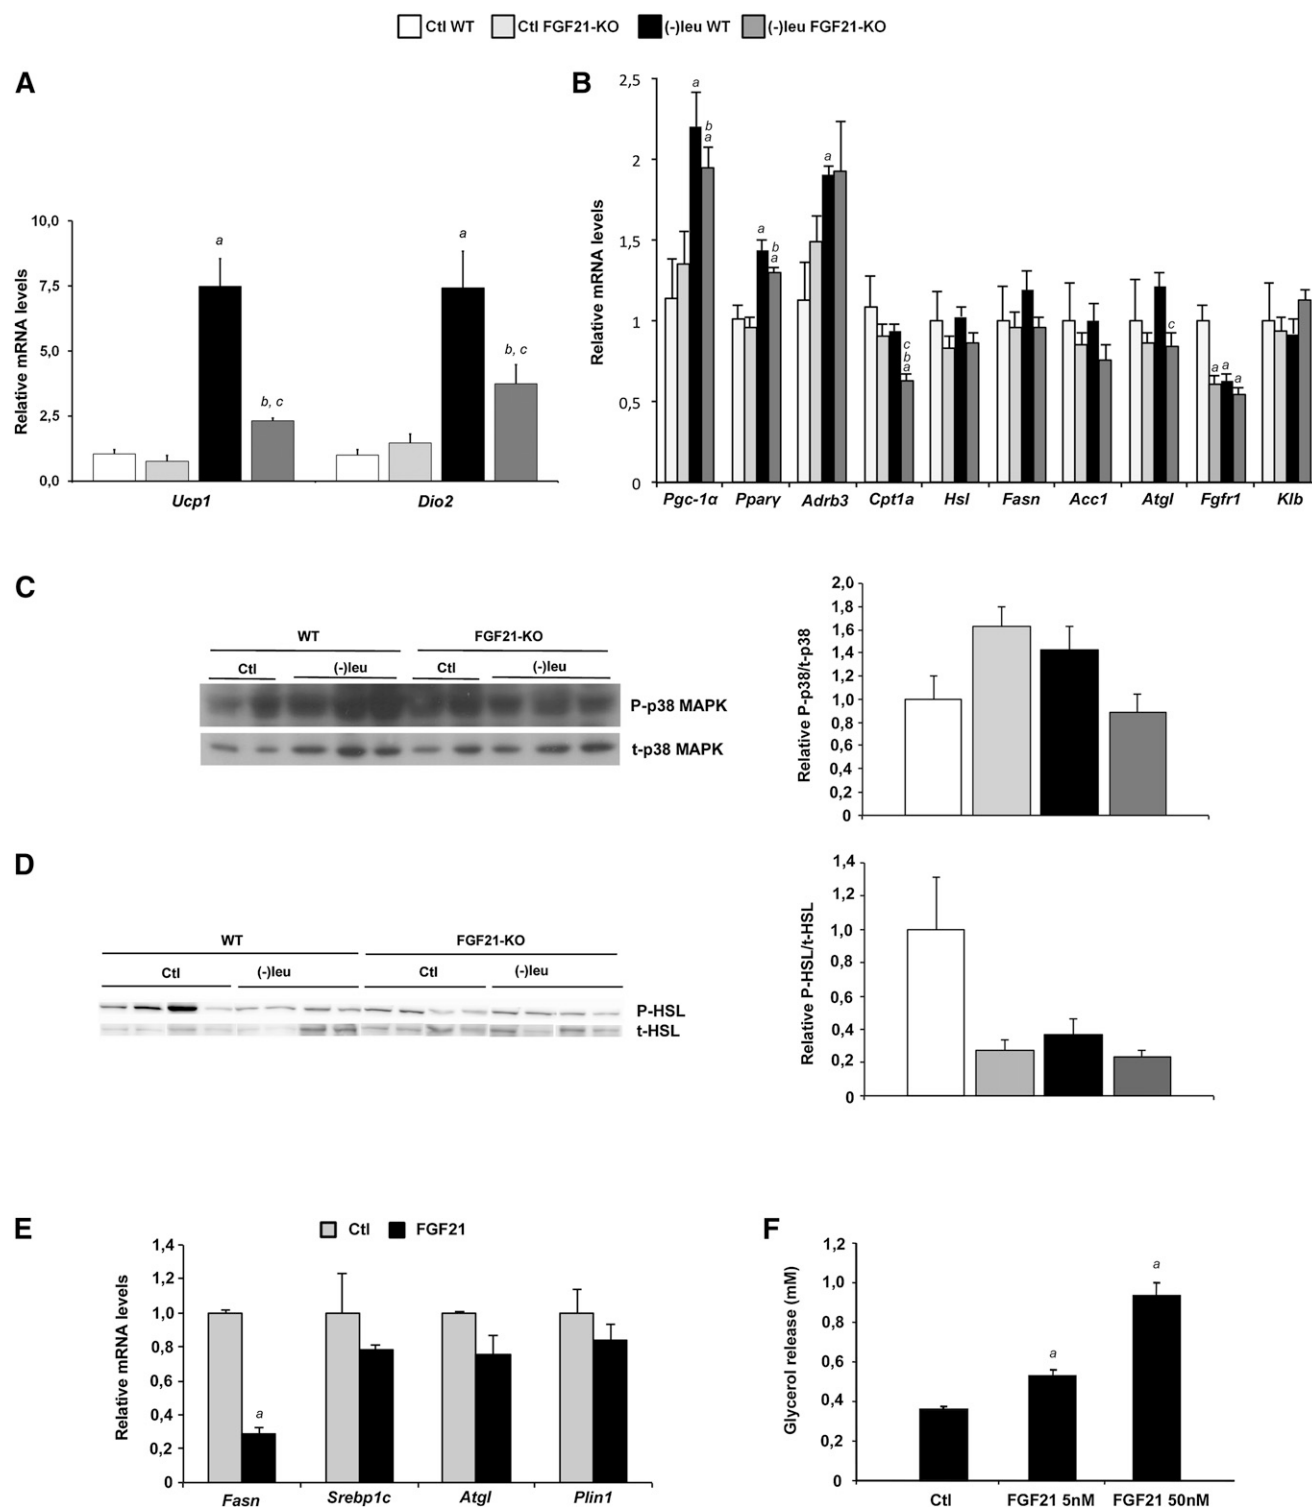 Ctl WT Ctl FGF21-KO (-)leu WT (-)leu FGF21-KO
A
Relative mRNA levels
10,0
7,5
5,0
2,5
0,0
a
b, c
a
b, c
Ucp1 Dio2
B
Relative mRNA levels
2,5
2
1,5
1
0,5
0
a
b
a
a
b
a
a
c
b
a
c
a a a
Pgc-1α Pparγ Adrb3 Cpt1a Hsl Fasn Acc1 Atgl Fgfr1 Klb
C
WT FGF21-KO
Ctl (-)leu Ctl (-)leu
P-p38 MAPK
t-p38 MAPK
Relative P-p38/t-p38
2,0
1,8
1,6
1,4
1,2
1,0
0,8
0,6
0,4
0,2
0
D
WT FGF21-KO
Ctl (-)leu Ctl (-)leu
P-HSL
t-HSL
Relative P-HSL/t-HSL
1,4
1,2
1,0
0,8
0,6
0,4
0,2
0
E
Ctl FGF21
Relative mRNA levels
1,4
1,2
1,0
0,8
0,6
0,4
0,2
0
a
Fasn Srebp1c Atgl Plin1
F
Glycerol release (mM)
1,2
1,0
0,8
0,6
0,4
0,2
0
a
a
Ctl FGF21 5nM FGF21 50nM